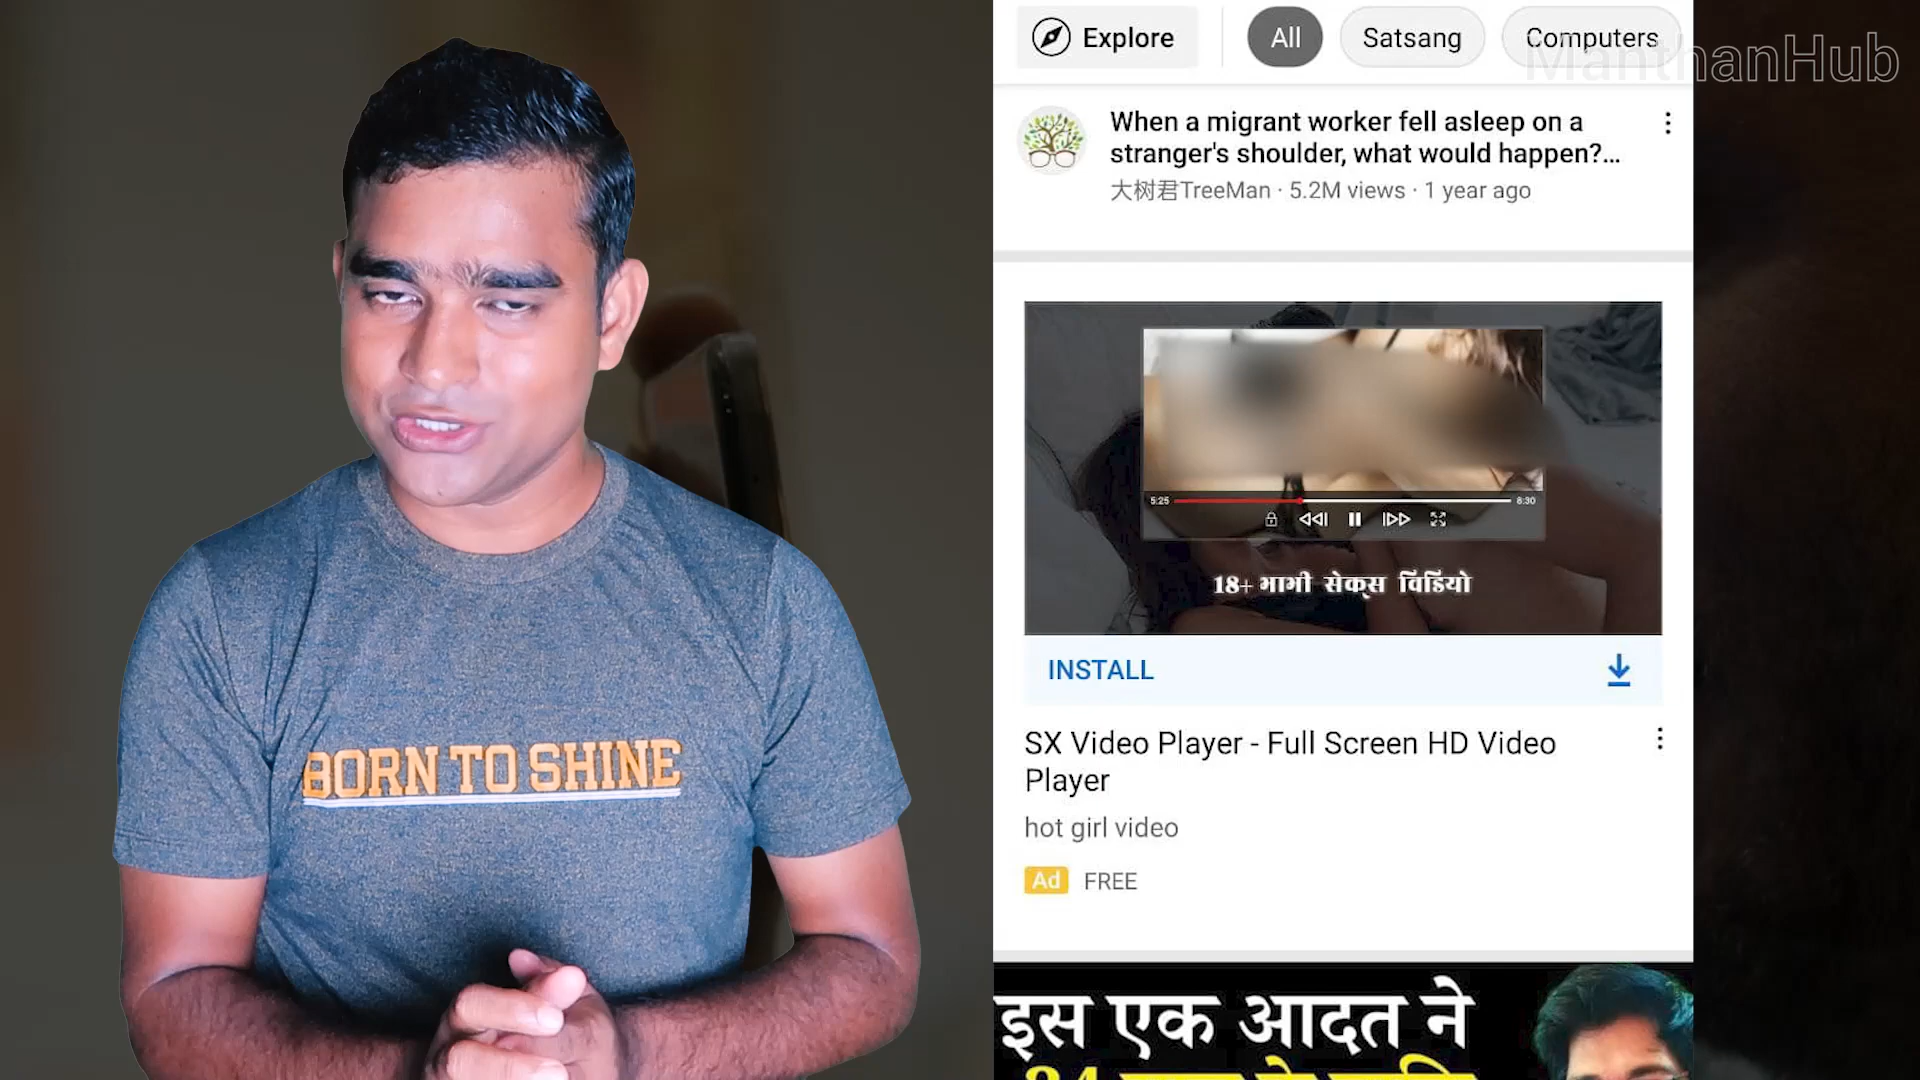 Explore
All
Satsang
Computers
ManthanHub
When a migrant worker fell asleep on a
stranger's shoulder, what would happen?...
大树君TreeMan · 5.2M views · 1 year ago
5:25
8:30
18+ भाभी सेक्स विडियो
INSTALL
SX Video Player - Full Screen HD Video
Player
hot girl video
Ad FREE
BORN TO SHINE
इस एक आदत ने